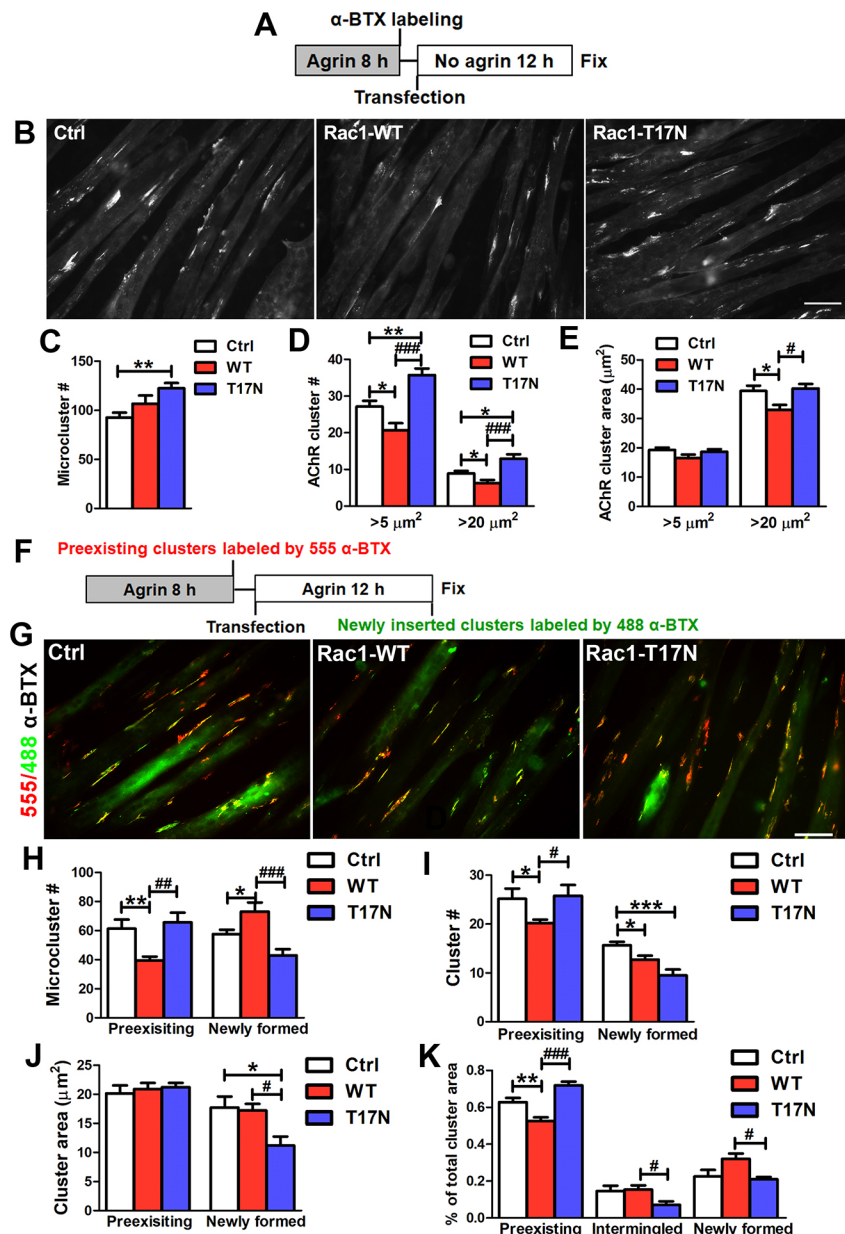 A
α-BTX labeling
Agrin 8 h
No agrin 12 h
Fix
Transfection
B
Ctrl
Rac1-WT
Rac1-T17N
C
Ctrl
WT
T17N
Microcluster #
150
100
50
0
**
D
Ctrl
WT
T17N
AChR cluster #
40
30
20
10
0
**
###
*
*
###
*
>5 μm2
>20 μm2
E
Ctrl
WT
T17N
AChR cluster area (μm2)
50
40
30
20
10
0
*
#
>5 μm2
>20 μm2
F
Preexisting clusters labeled by 555 α-BTX
Agrin 8 h
Agrin 12 h
Fix
Transfection
Newly inserted clusters labeled by 488 α-BTX
G
555/488 α-BTX
Ctrl
Rac1-WT
Rac1-T17N
D
H
Ctrl
WT
T17N
Microcluster #
100
80
60
40
20
0
**
##
*
###
Preexisiting
Newly formed
I
Ctrl
WT
T17N
Cluster #
30
20
10
0
*
#
***
*
Preexisting
Newly formed
J
Ctrl
WT
T17N
Cluster area (μm2)
25
20
15
10
5
0
*
#
Preexisiting
Newly formed
K
Ctrl
WT
T17N
% of total cluster area
0.8
0.6
0.4
0.2
0.0
**
###
#
#
Preexisting
Intermingled
Newly formed